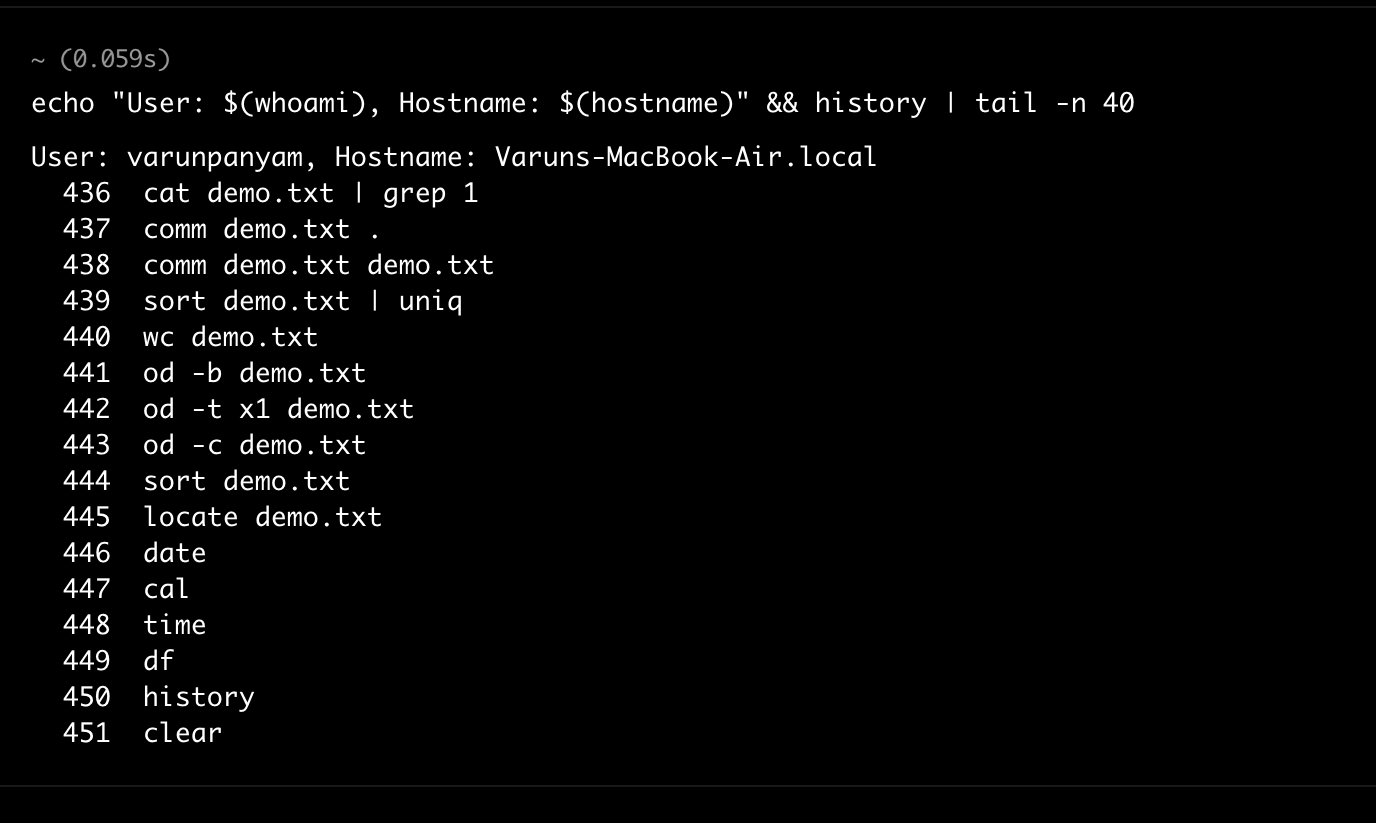 ~ (0.059s)
echo "User: $(whoami), Hostname: $(hostname)" && history | tail -n 40
User: varunpanyam, Hostname: Varuns-MacBook-Air.local
436 cat demo.txt | grep 1
437 comm demo.txt .
438 comm demo.txt demo.txt
439 sort demo.txt | uniq
440 wc demo.txt
441 od -b demo.txt
442 od -t x1 demo.txt
443 od -c demo.txt
444 sort demo.txt
445 locate demo.txt
446 date
447 cal
448 time
449 df
450 history
451 clear